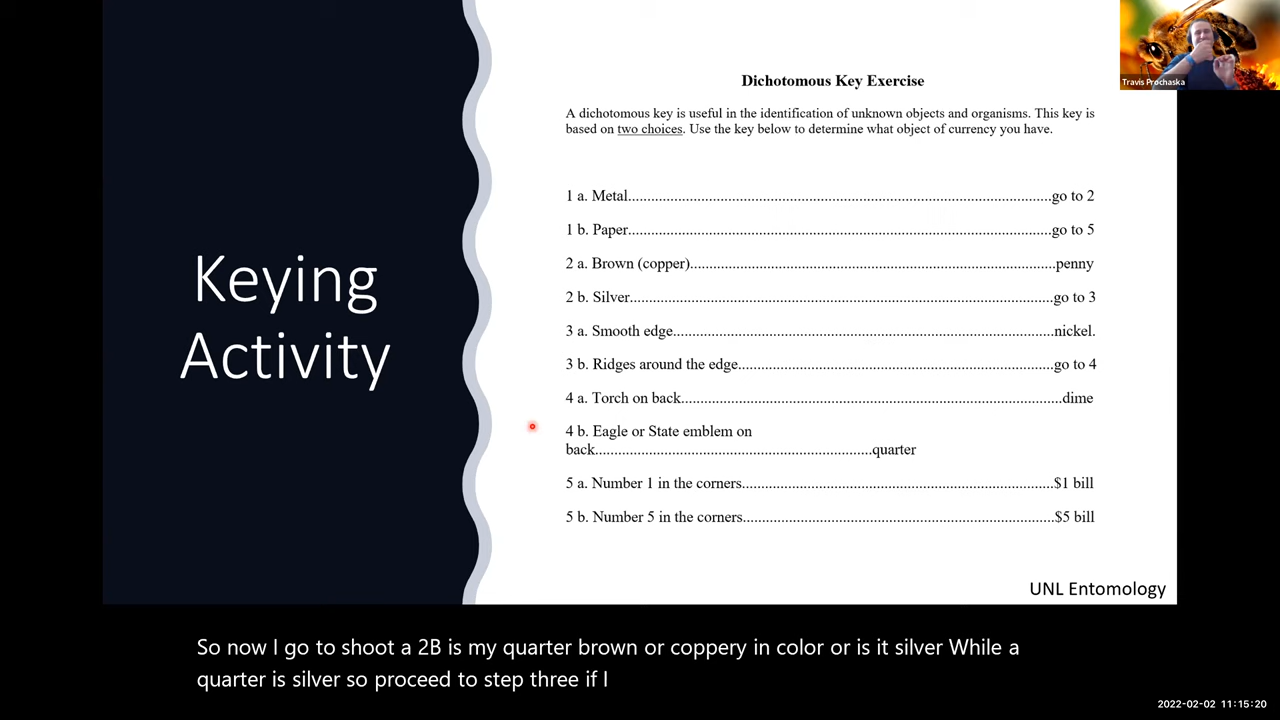 Travis Prochaska
Dichotomous Key Exercise
A dichotomous key is useful in the identification of unknown objects and organisms. This key is
based on two choices. Use the key below to determine what object of currency you have.
1 a. Metal..........................................................................................................go to 2
1 b. Paper..........................................................................................................go to 5
2 a. Brown (copper)...........................................................................................penny
2 b. Silver..........................................................................................................go to 3
3 a. Smooth edge...............................................................................................nickel.
3 b. Ridges around the edge...............................................................................go to 4
4 a. Torch on back................................................................................................dime
4 b. Eagle or State emblem on
back....................................................................quarter
5 a. Number 1 in the corners..............................................................................$1 bill
5 b. Number 5 in the corners..............................................................................$5 bill
Keying
Activity
UNL Entomology
So now I go to shoot a 2B is my quarter brown or coppery in color or is it silver While a
quarter is silver so proceed to step three if I
2022-02-02 11:15:20